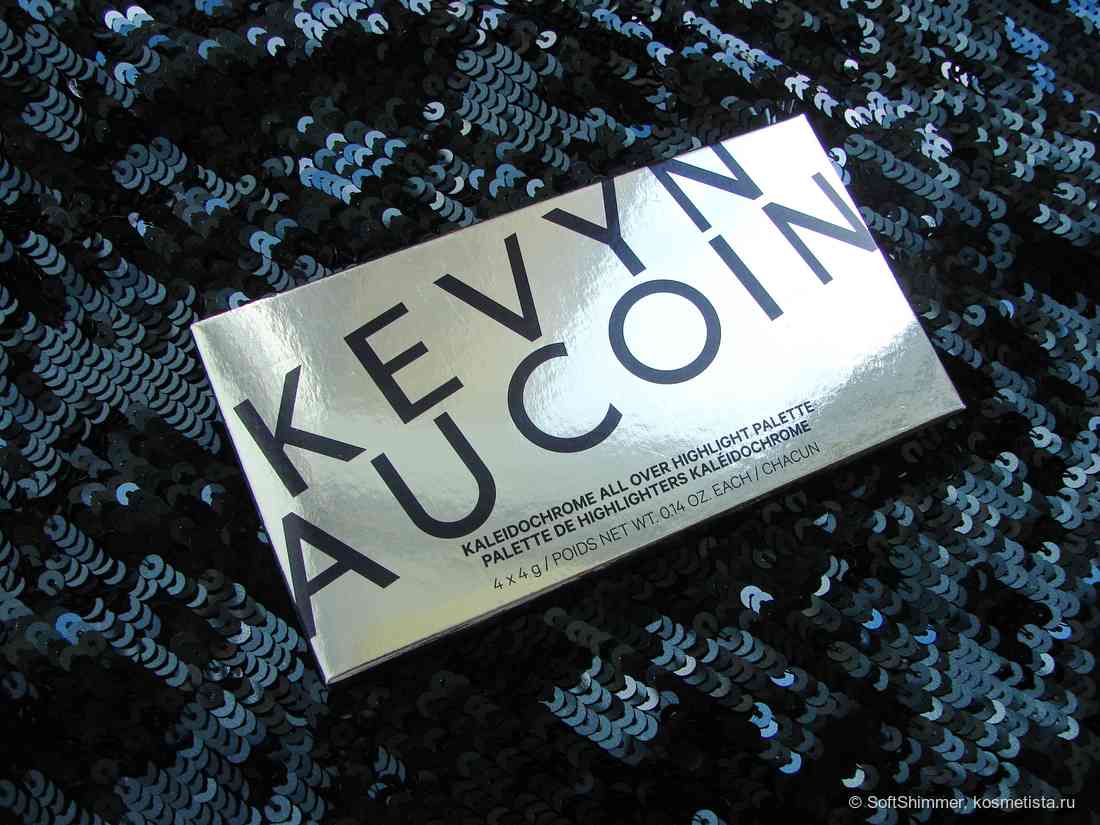 KEVYN
AUCOIN
KALEIDOCHROME ALL OVER HIGHLIGHT PALETTE
PALETTE DE HIGHLIGHTERS KALÉIDOCHROME
4 x 4 g / POIDS NET WT. 0.14 OZ. EACH / CHACUN
© SoftShimmer, kosmetista.ru